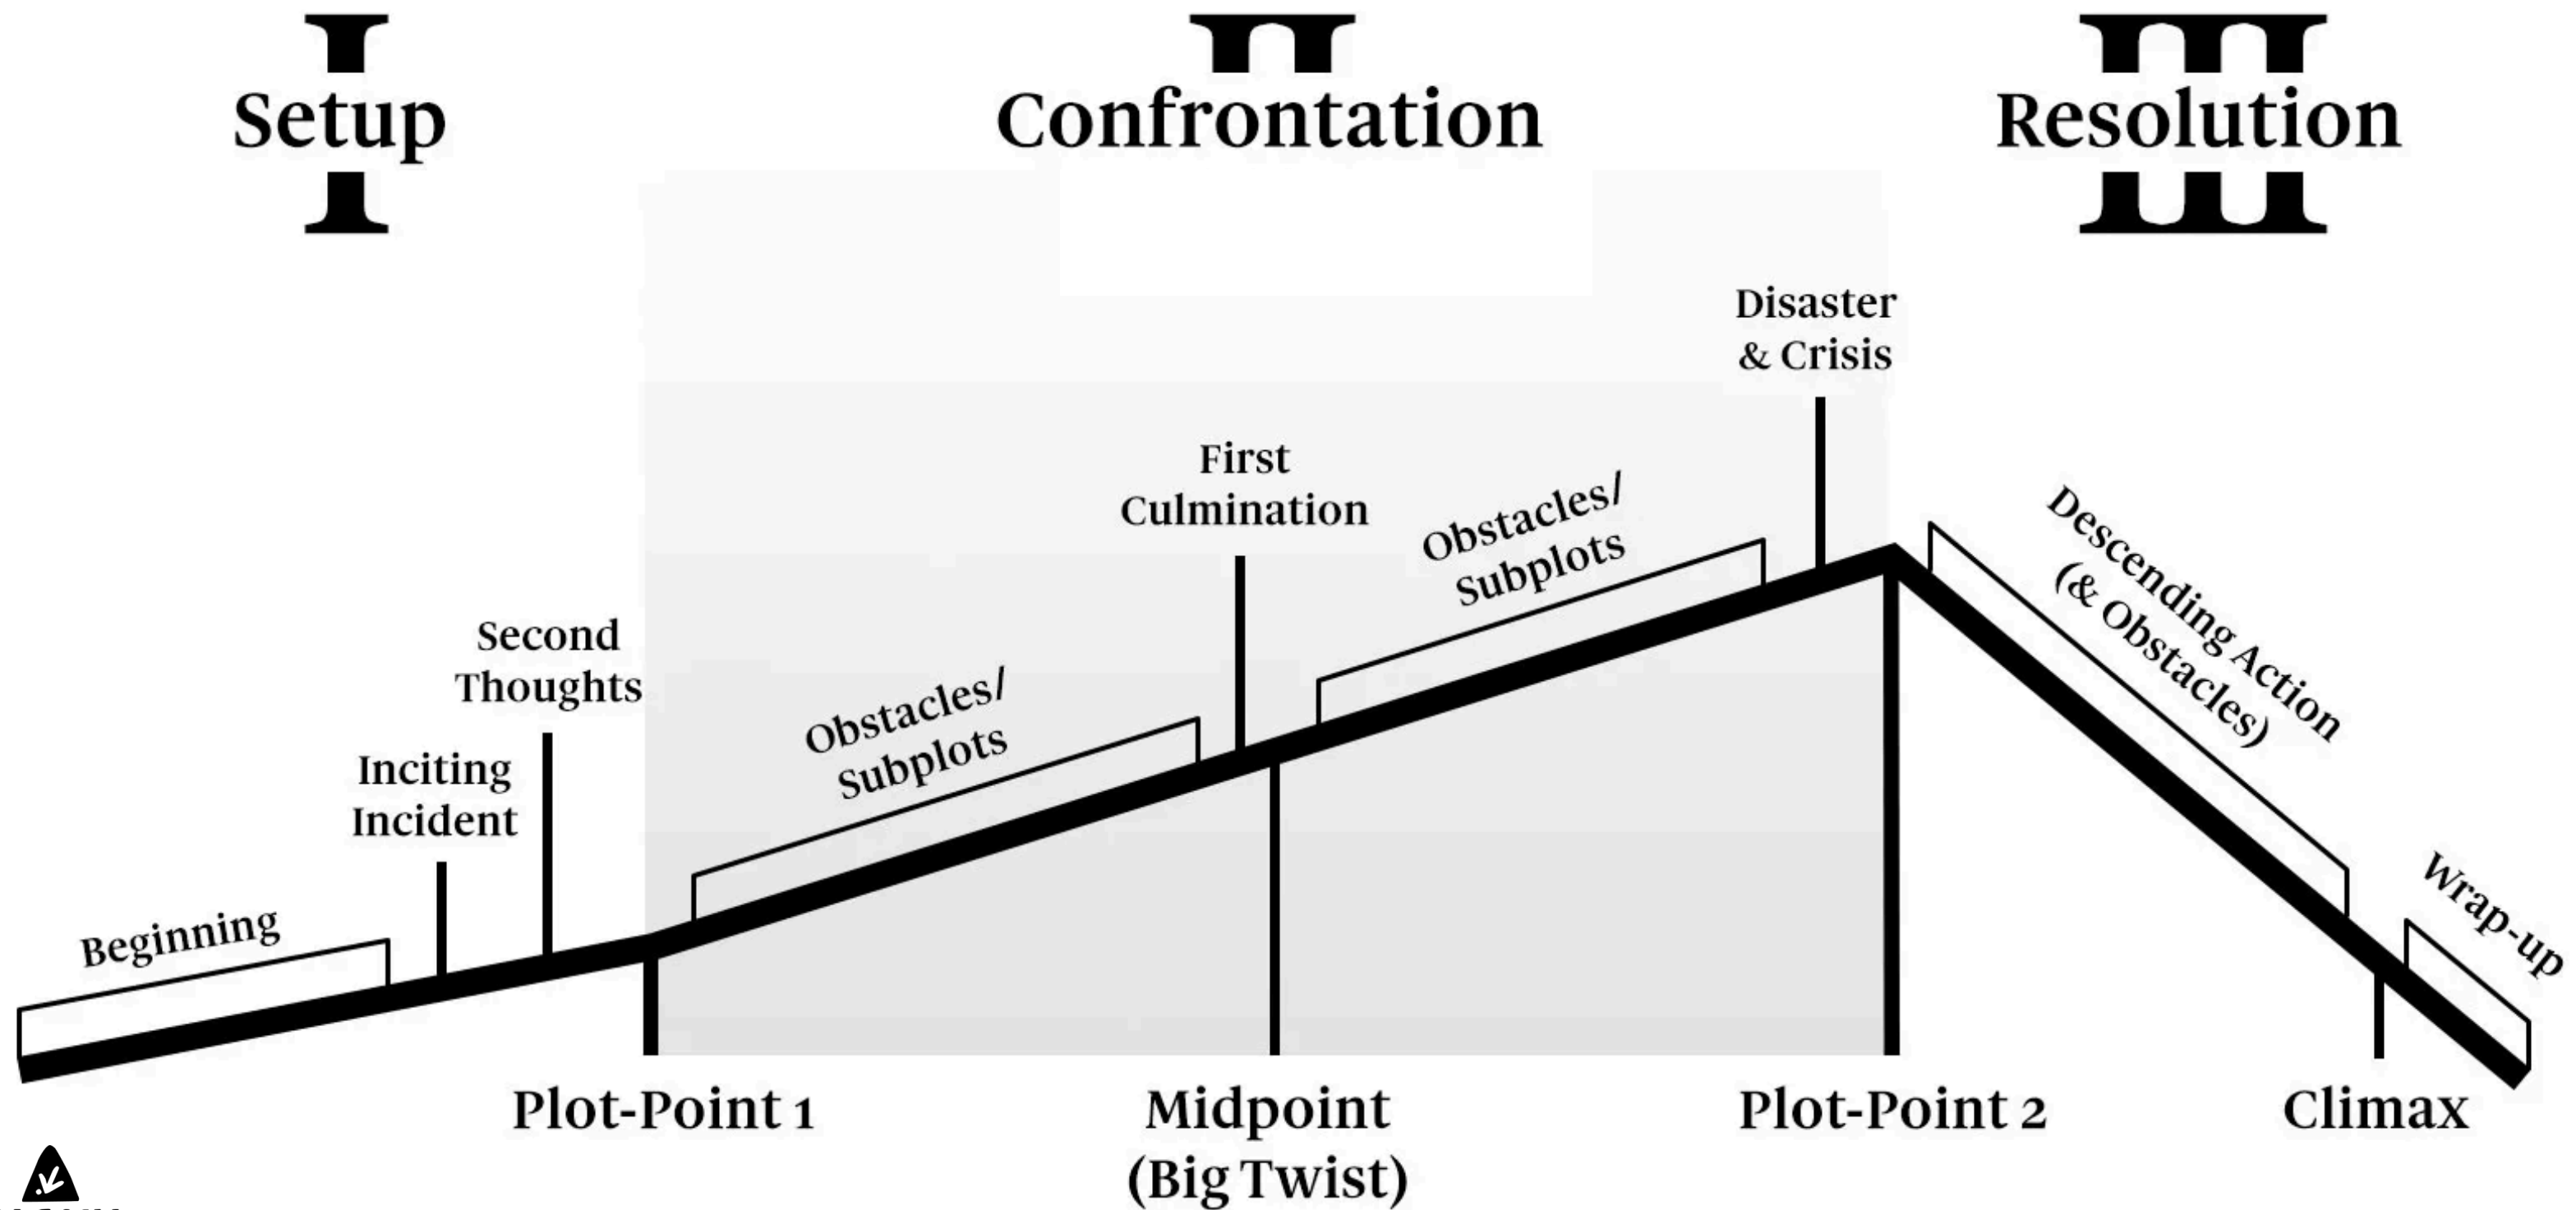 I
Setup
II
Confrontation
III
Resolution
Disaster
& Crisis
First
Culmination
Obstacles/
Subplots
Descending Action
(& Obstacles)
Second
Thoughts
Obstacles/
Subplots
Inciting
Incident
Beginning
Wrap-up
Plot-Point 1
Midpoint
(Big Twist)
Plot-Point 2
Climax